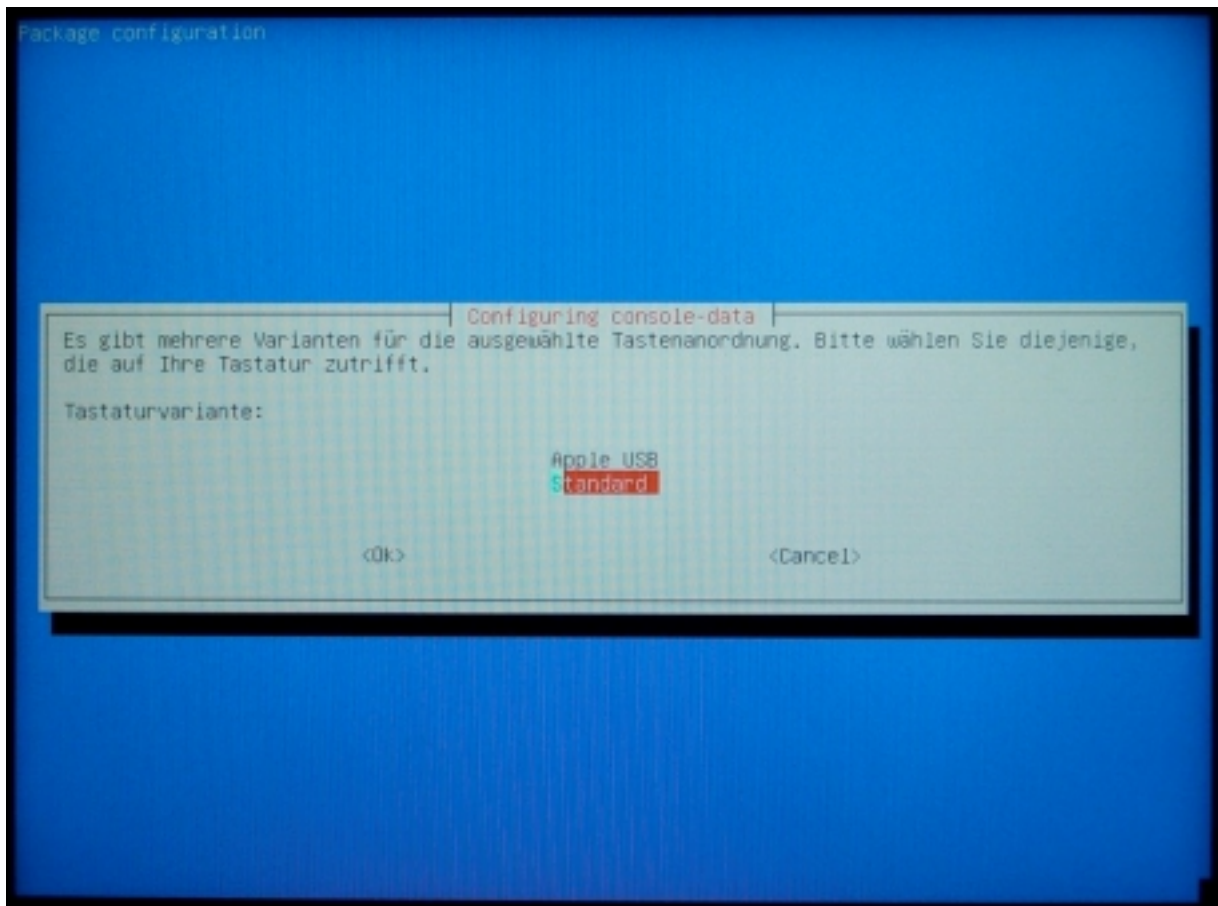 Package configuration
Configuring console-data
Es gibt mehrere Varianten für die ausgewählte Tastenanordnung. Bitte wählen Sie diejenige,
die auf Ihre Tastatur zutrifft.
Tastaturvariante:
Apple USB
Standard
<Ok> <Cancel>